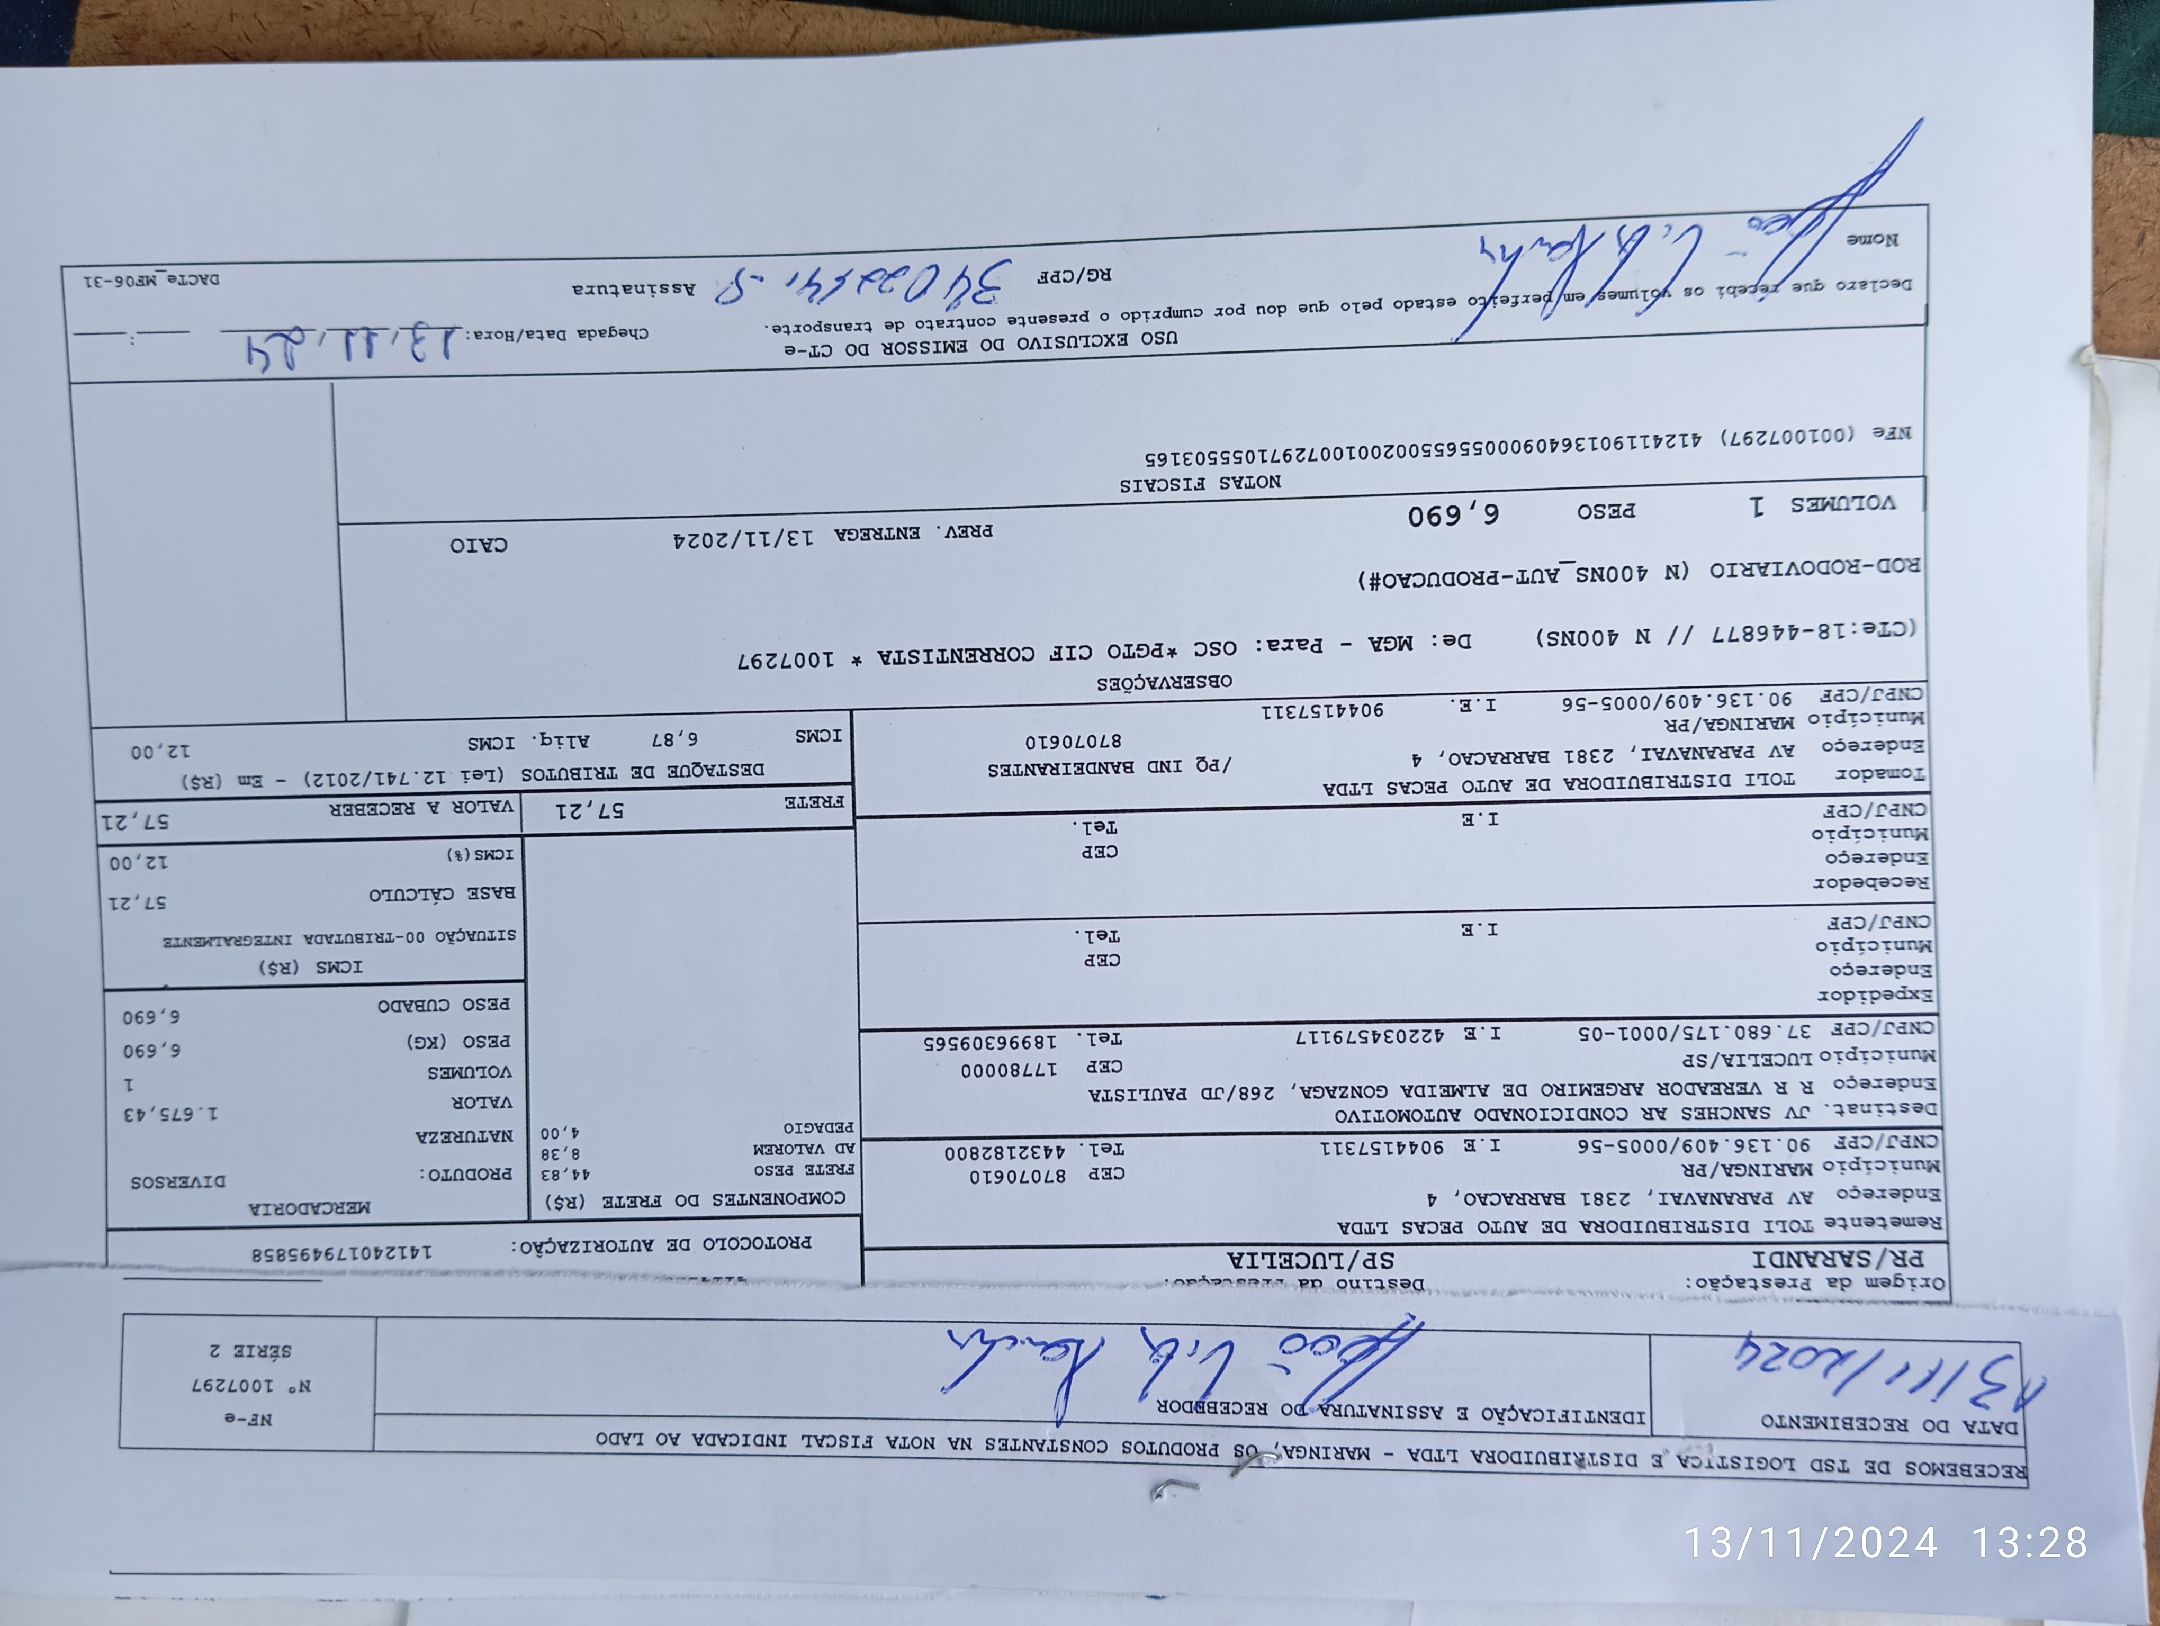 RECEBEMOS DE TSD LOGISTICA E DISTRIBUIDORA LTDA - MARINGA, OS PRODUTOS CONSTANTES NA NOTA FISCAL INDICADA AO LADO
DATA DO RECEBIMENTO
13/11/2024
IDENTIFICAÇÃO E ASSINATURA DO RECEBEDOR
NF-e
Nº 1007297
SÉRIE 2
Origem da Prestação:
PR/SARANDI
Destino da Prestação:
SP/LUCELIA
PROTOCOLO DE AUTORIZAÇÃO: 141240179495858
Remetente TOLI DISTRIBUIDORA DE AUTO PECAS LTDA
Endereço AV PARANAVAI, 2381 BARRACAO, 4
Município MARINGA/PR CEP 87070610
CNPJ/CPF 90.136.409/0005-56 I.E 9044157311 Tel. 4432182800
Destinat. JV SANCHES AR CONDICIONADO AUTOMOTIVO
Endereço R R VEREADOR ARGEMIRO DE ALMEIDA GONZAGA, 268/JD PAULISTA
Município LUCELIA/SP CEP 17780000
CNPJ/CPF 37.680.175/0001-05 I.E 422034579117 Tel. 18996309565
Expedidor
Endereço
Município CEP
CNPJ/CPF I.E Tel.
Recebedor
Endereço
Município CEP
CNPJ/CPF I.E Tel.
Tomador TOLI DISTRIBUIDORA DE AUTO PECAS LTDA
Endereço AV PARANAVAI, 2381 BARRACAO, 4 /PQ IND BANDEIRANTES
Município MARINGA/PR 87070610
CNPJ/CPF 90.136.409/0005-56 I.E. 9044157311
COMPONENTES DO FRETE (R$)
FRETE PESO 44,83
AD VALOREM 8,38
PEDAGIO 4,00
MERCADORIA
PRODUTO: DIVERSOS
NATUREZA
VALOR 1.675,43
VOLUMES 1
PESO (KG) 6,690
PESO CUBADO 6,690
ICMS (R$)
SITUAÇÃO 00-TRIBUTADA INTEGRALMENTE
BASE CÁLCULO 57,21
ICMS(%) 12,00
FRETE 57,21 VALOR A RECEBER 57,21
DESTAQUE DE TRIBUTOS (Lei 12.741/2012) - Em (R$)
ICMS 6,87 Aliq. ICMS 12,00
OBSERVAÇÕES
(CTe:18-446877 // N 400NS) De: MGA - Para: OSC *PGTO CIF CORRENTISTA * 1007297
ROD-RODOVIARIO (N 400NS_AUT-PRODUCAO#)
VOLUMES 1 PESO 6,690 PREV. ENTREGA 13/11/2024 CAIO
NOTAS FISCAIS
NFe (001007297) 41241190136409000556550020010072971055503165
USO EXCLUSIVO DO EMISSOR DO CT-e
Declaro que recebi os volumes em perfeito estado pelo que dou por cumprido o presente contrato de transporte.
Chegada Data/Hora: 13.11.24 :
Nome RG/CPF Assinatura
DACTe_MF06-31
13/11/2024 13:28